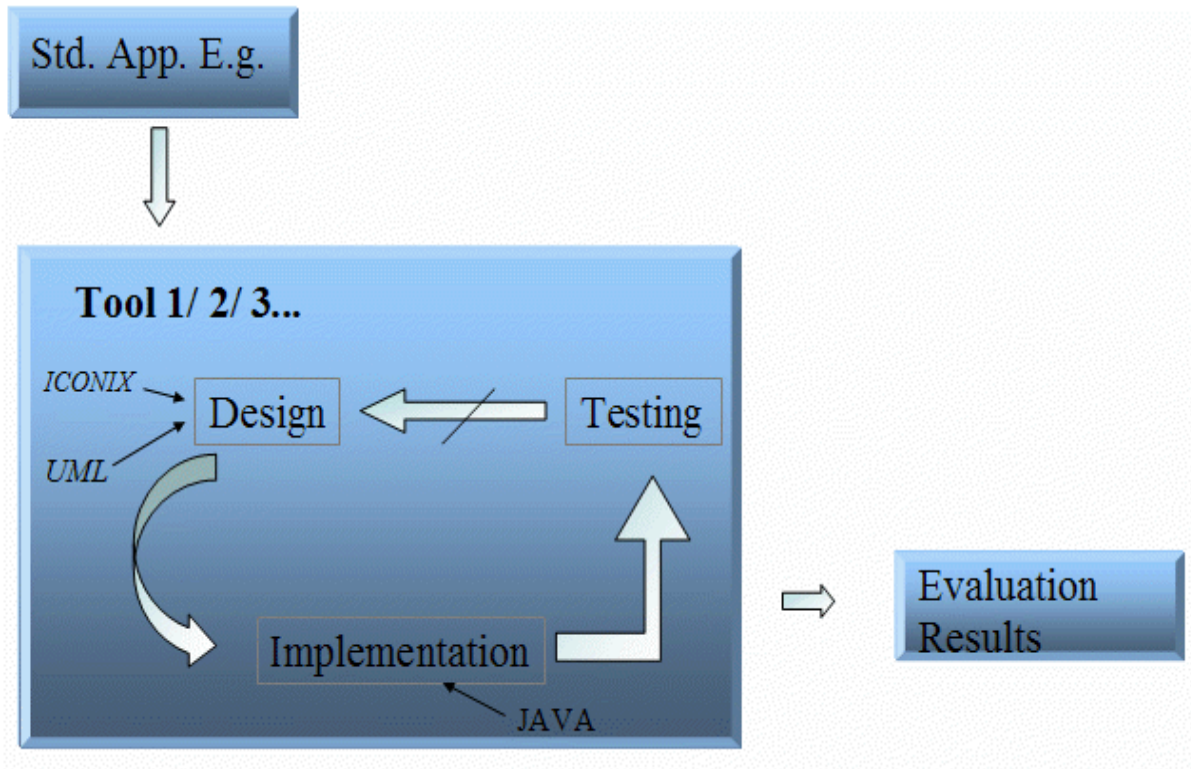 Std. App. E.g.
Tool 1/ 2/ 3...
ICONIX
Design
Testing
UML
Implementation
JAVA
Evaluation
Results